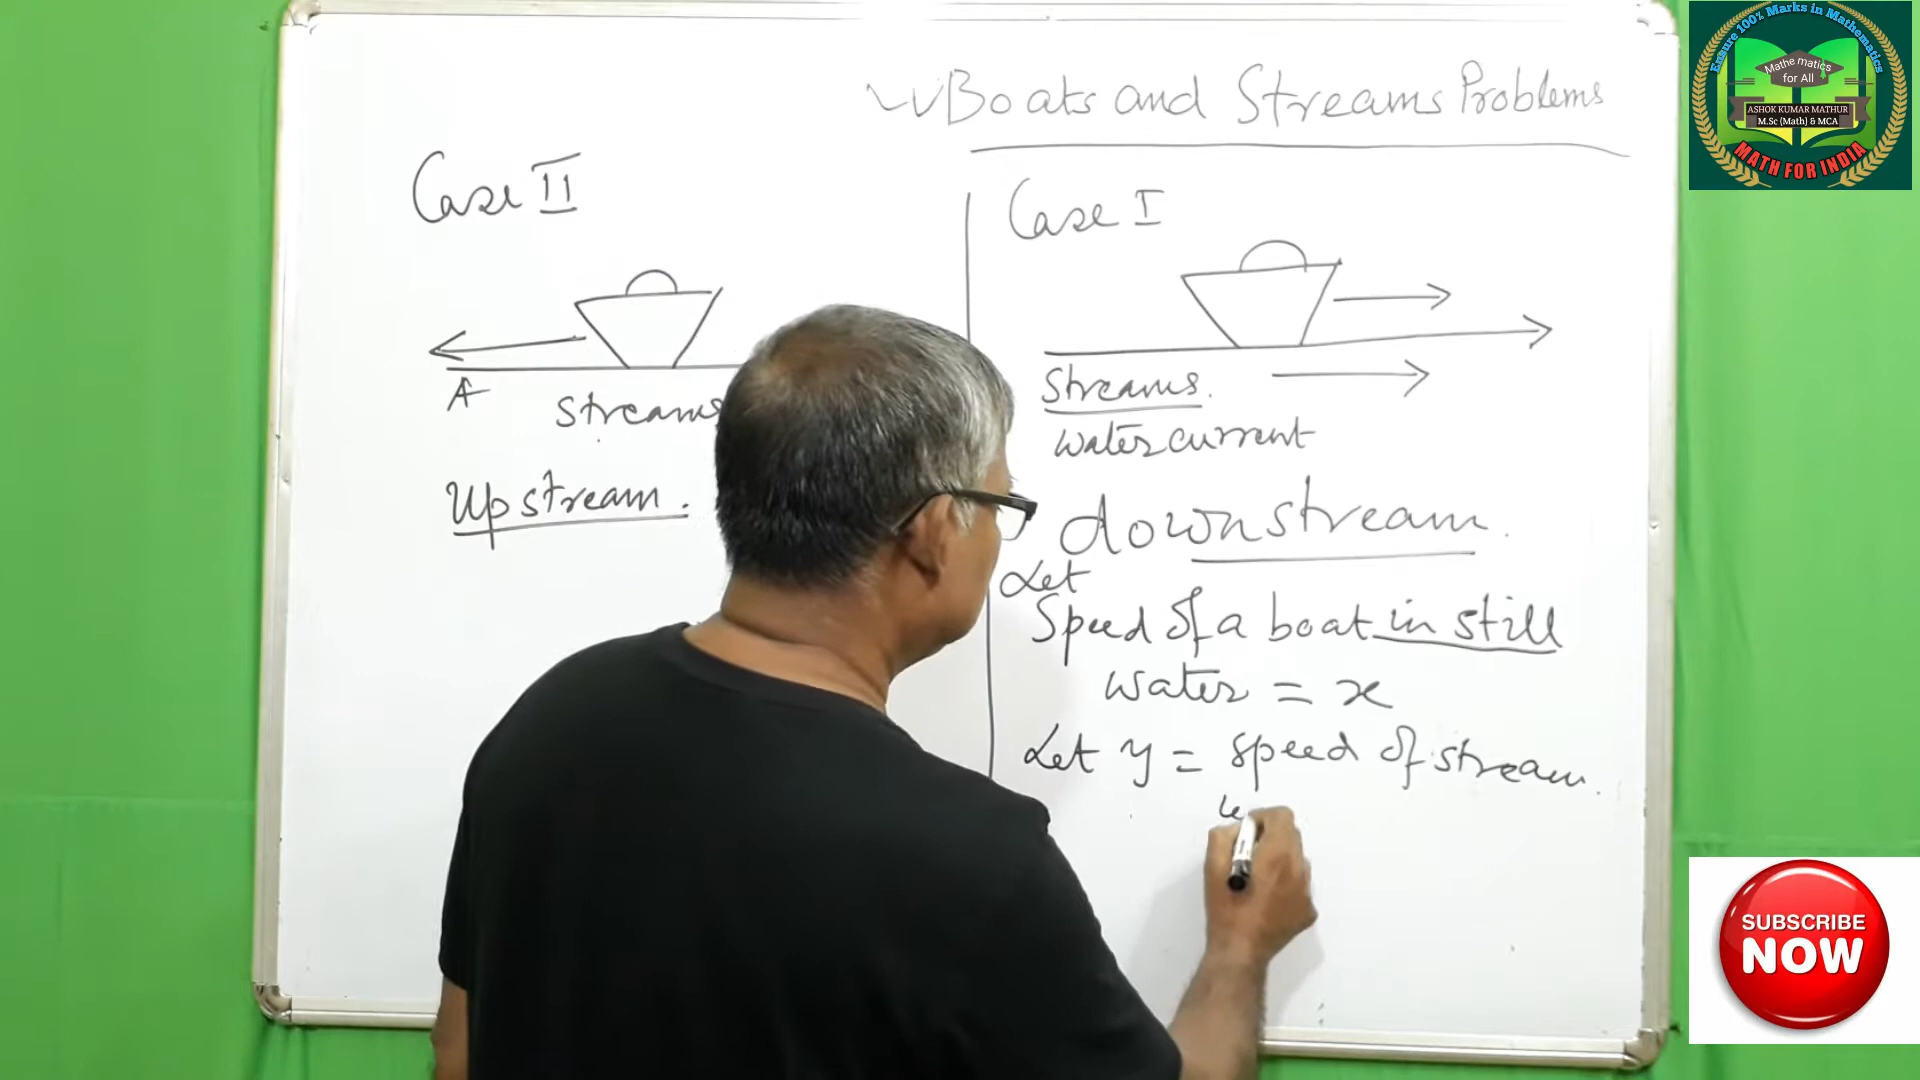 Boats and Streams Problems
Case II
A
Streams
Upstream.
Case I
Streams.
water current
downstream.
Let
Speed of a boat in still
water = x
Let y = speed of stream.
Ensure 100% Marks in Mathematics
Mathematics
for All
ASHOK KUMAR MATHUR
M.Sc (Math) & MCA
MATH FOR INDIA
SUBSCRIBE
NOW